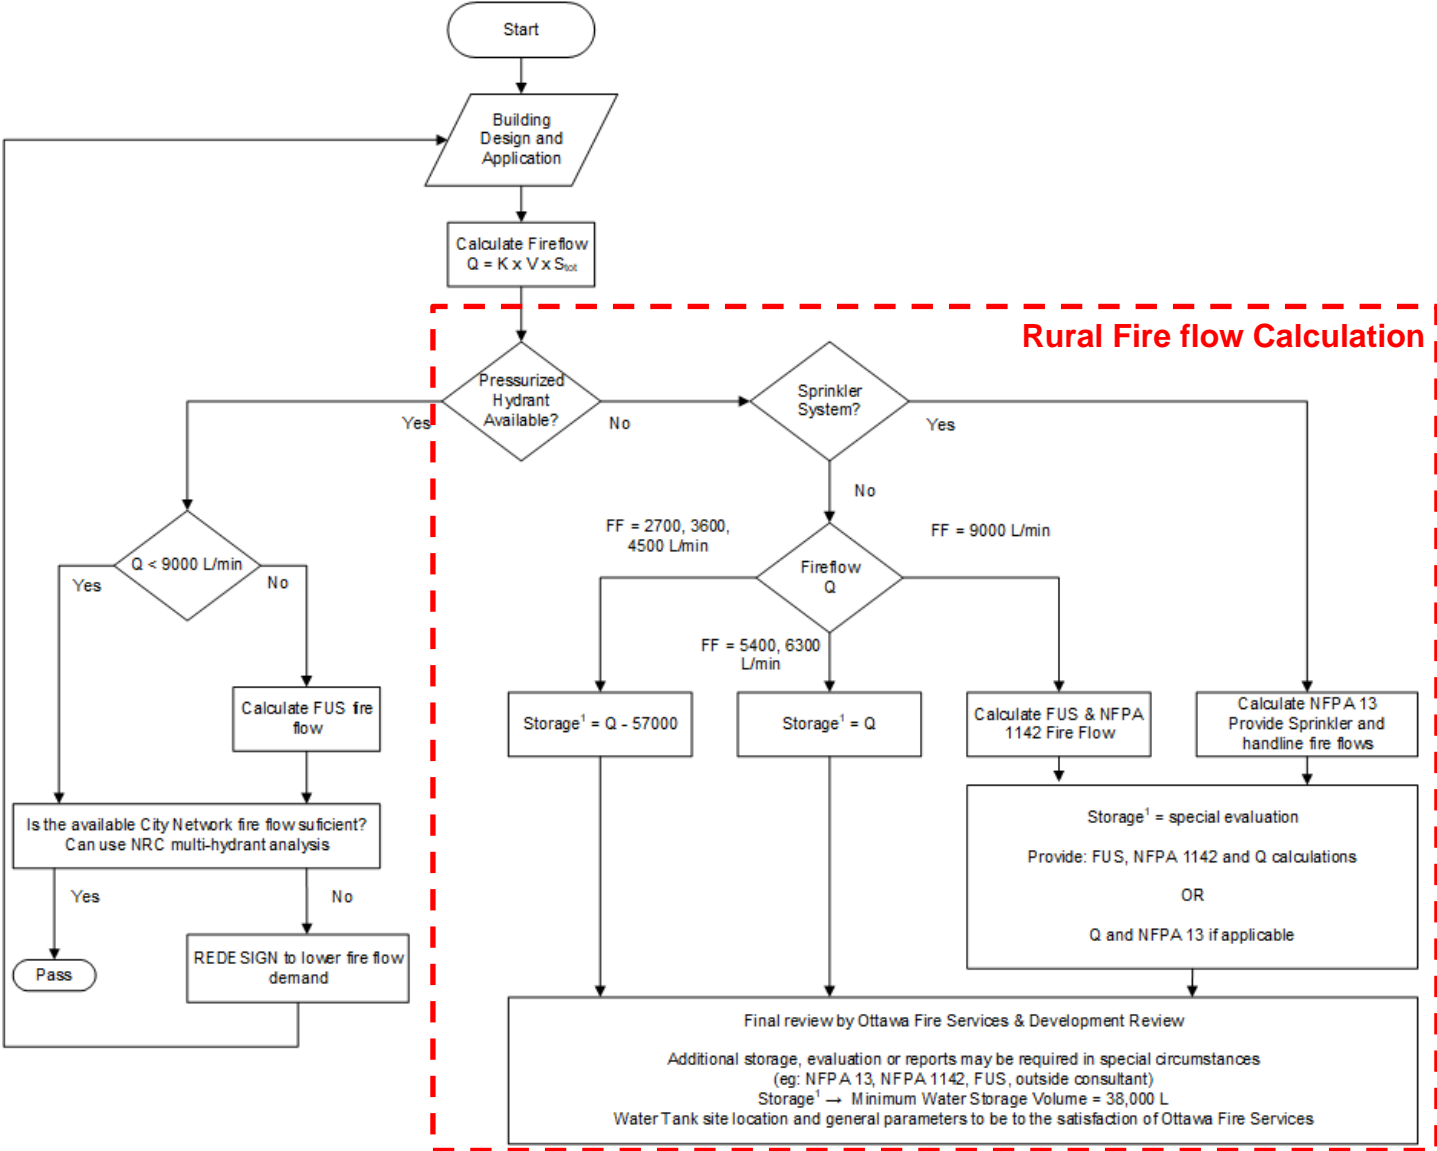 Start
Building
Design and
Application
Calculate Fireflow
Q = K x V x Stot
Rural Fire flow Calculation
Pressurized
Hydrant
Available?
Yes
No
Sprinkler
System?
Yes
No
Q < 9000 L/min
Yes
No
FF = 2700, 3600,
4500 L/min
FF = 9000 L/min
Fireflow
Q
FF = 5400, 6300
L/min
Calculate FUS fire
flow
Storage¹ = Q - 57000
Storage¹ = Q
Calculate FUS & NFPA
1142 Fire Flow
Calculate NFPA 13
Provide Sprinkler and
handline fire flows
Is the available City Network fire flow suficient?
Can use NRC multi-hydrant analysis
Yes
No
Storage¹ = special evaluation
Provide: FUS, NFPA 1142 and Q calculations
OR
Q and NFPA 13 if applicable
REDESIGN to lower fire flow
demand
Pass
Final review by Ottawa Fire Services & Development Review
Additional storage, evaluation or reports may be required in special circumstances
(eg: NFPA 13, NFPA 1142, FUS, outside consultant)
Storage¹ → Minimum Water Storage Volume = 38,000 L
Water Tank site location and general parameters to be to the satisfaction of Ottawa Fire Services